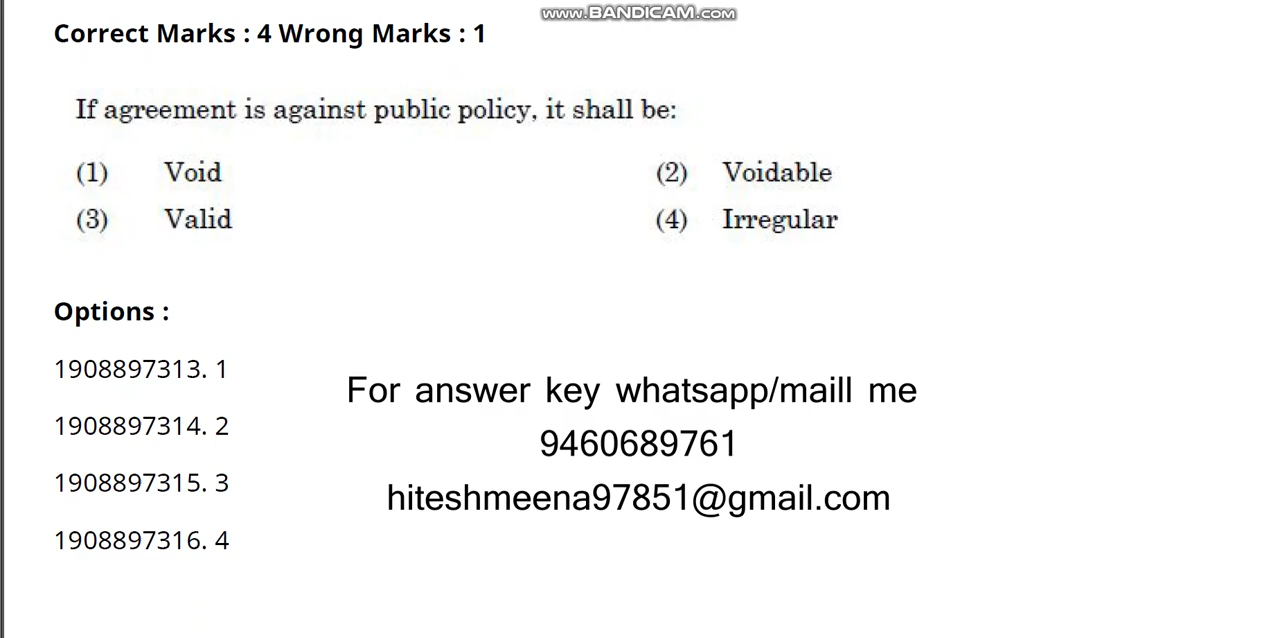 www.BANDICAM.com
Correct Marks : 4 Wrong Marks : 1
If agreement is against public policy, it shall be:
(1) Void (2) Voidable
(3) Valid (4) Irregular
Options :
1908897313. 1
1908897314. 2
1908897315. 3
1908897316. 4
For answer key whatsapp/maill me
9460689761
hiteshmeena97851@gmail.com